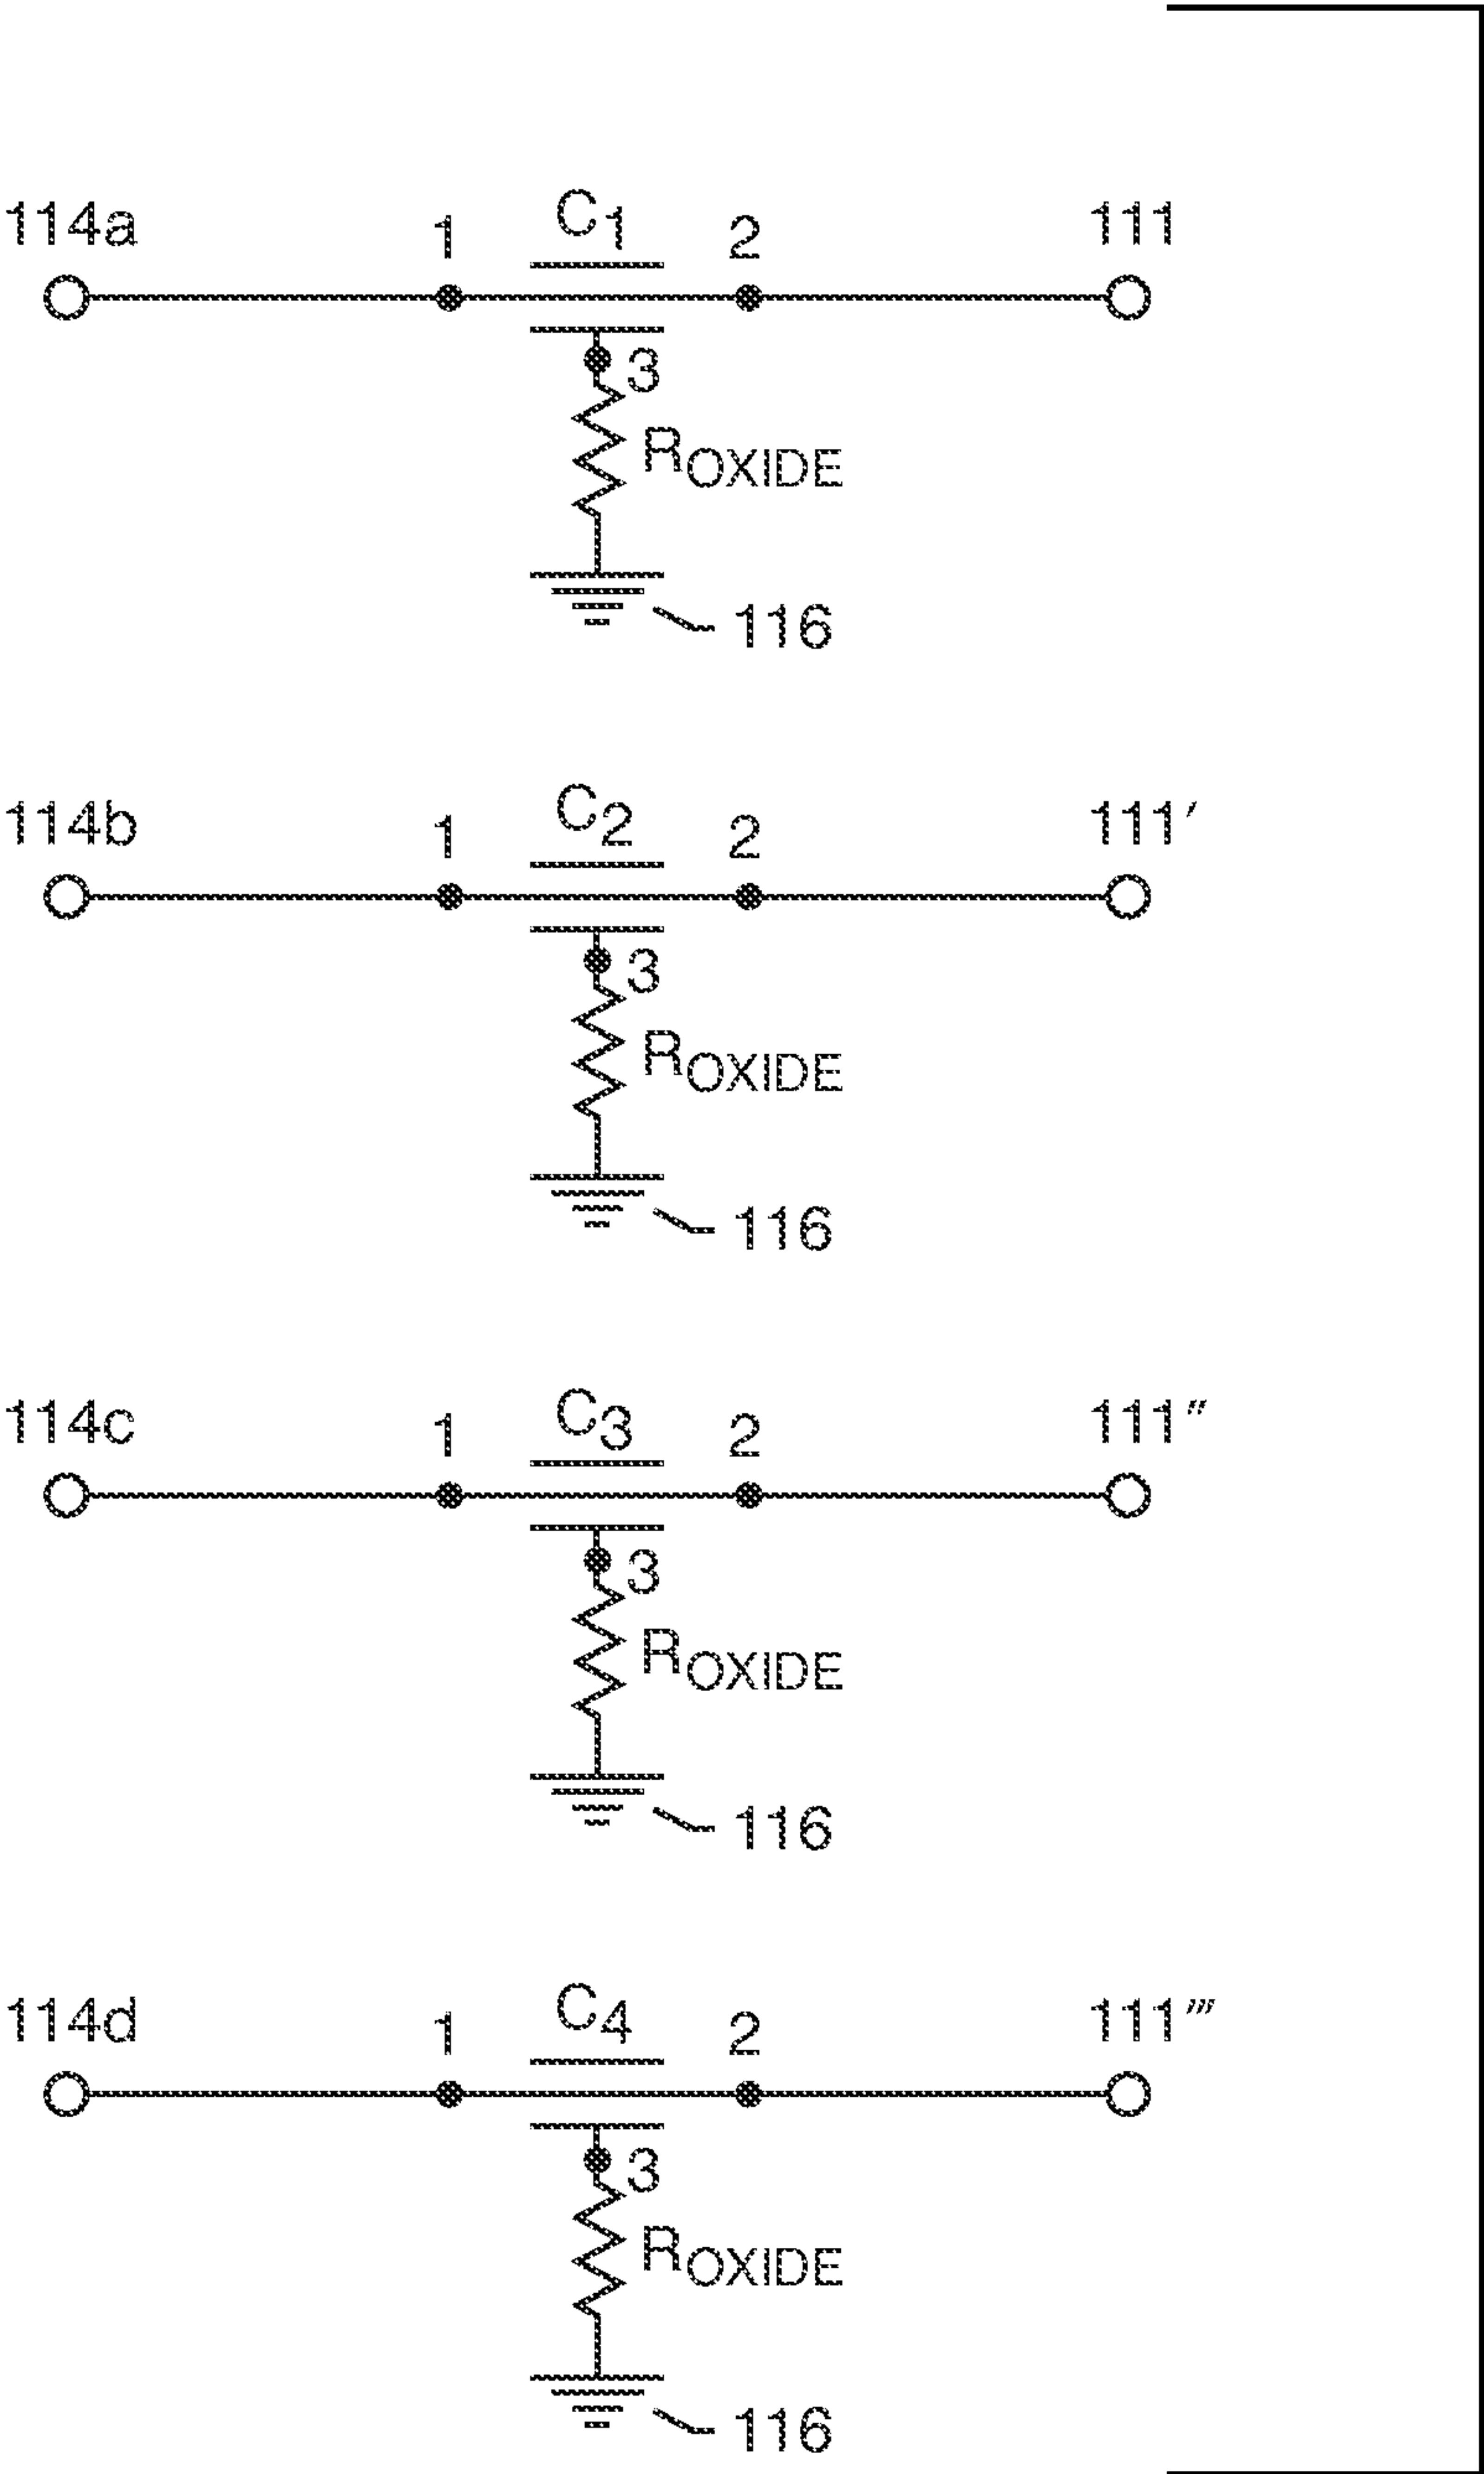 114a 1 C1 2 111
3
ROXIDE
116
114b 1 C2 2 111′
3
ROXIDE
116
114c 1 C3 2 111″
3
ROXIDE
116
114d 1 C4 2 111‴
3
ROXIDE
116